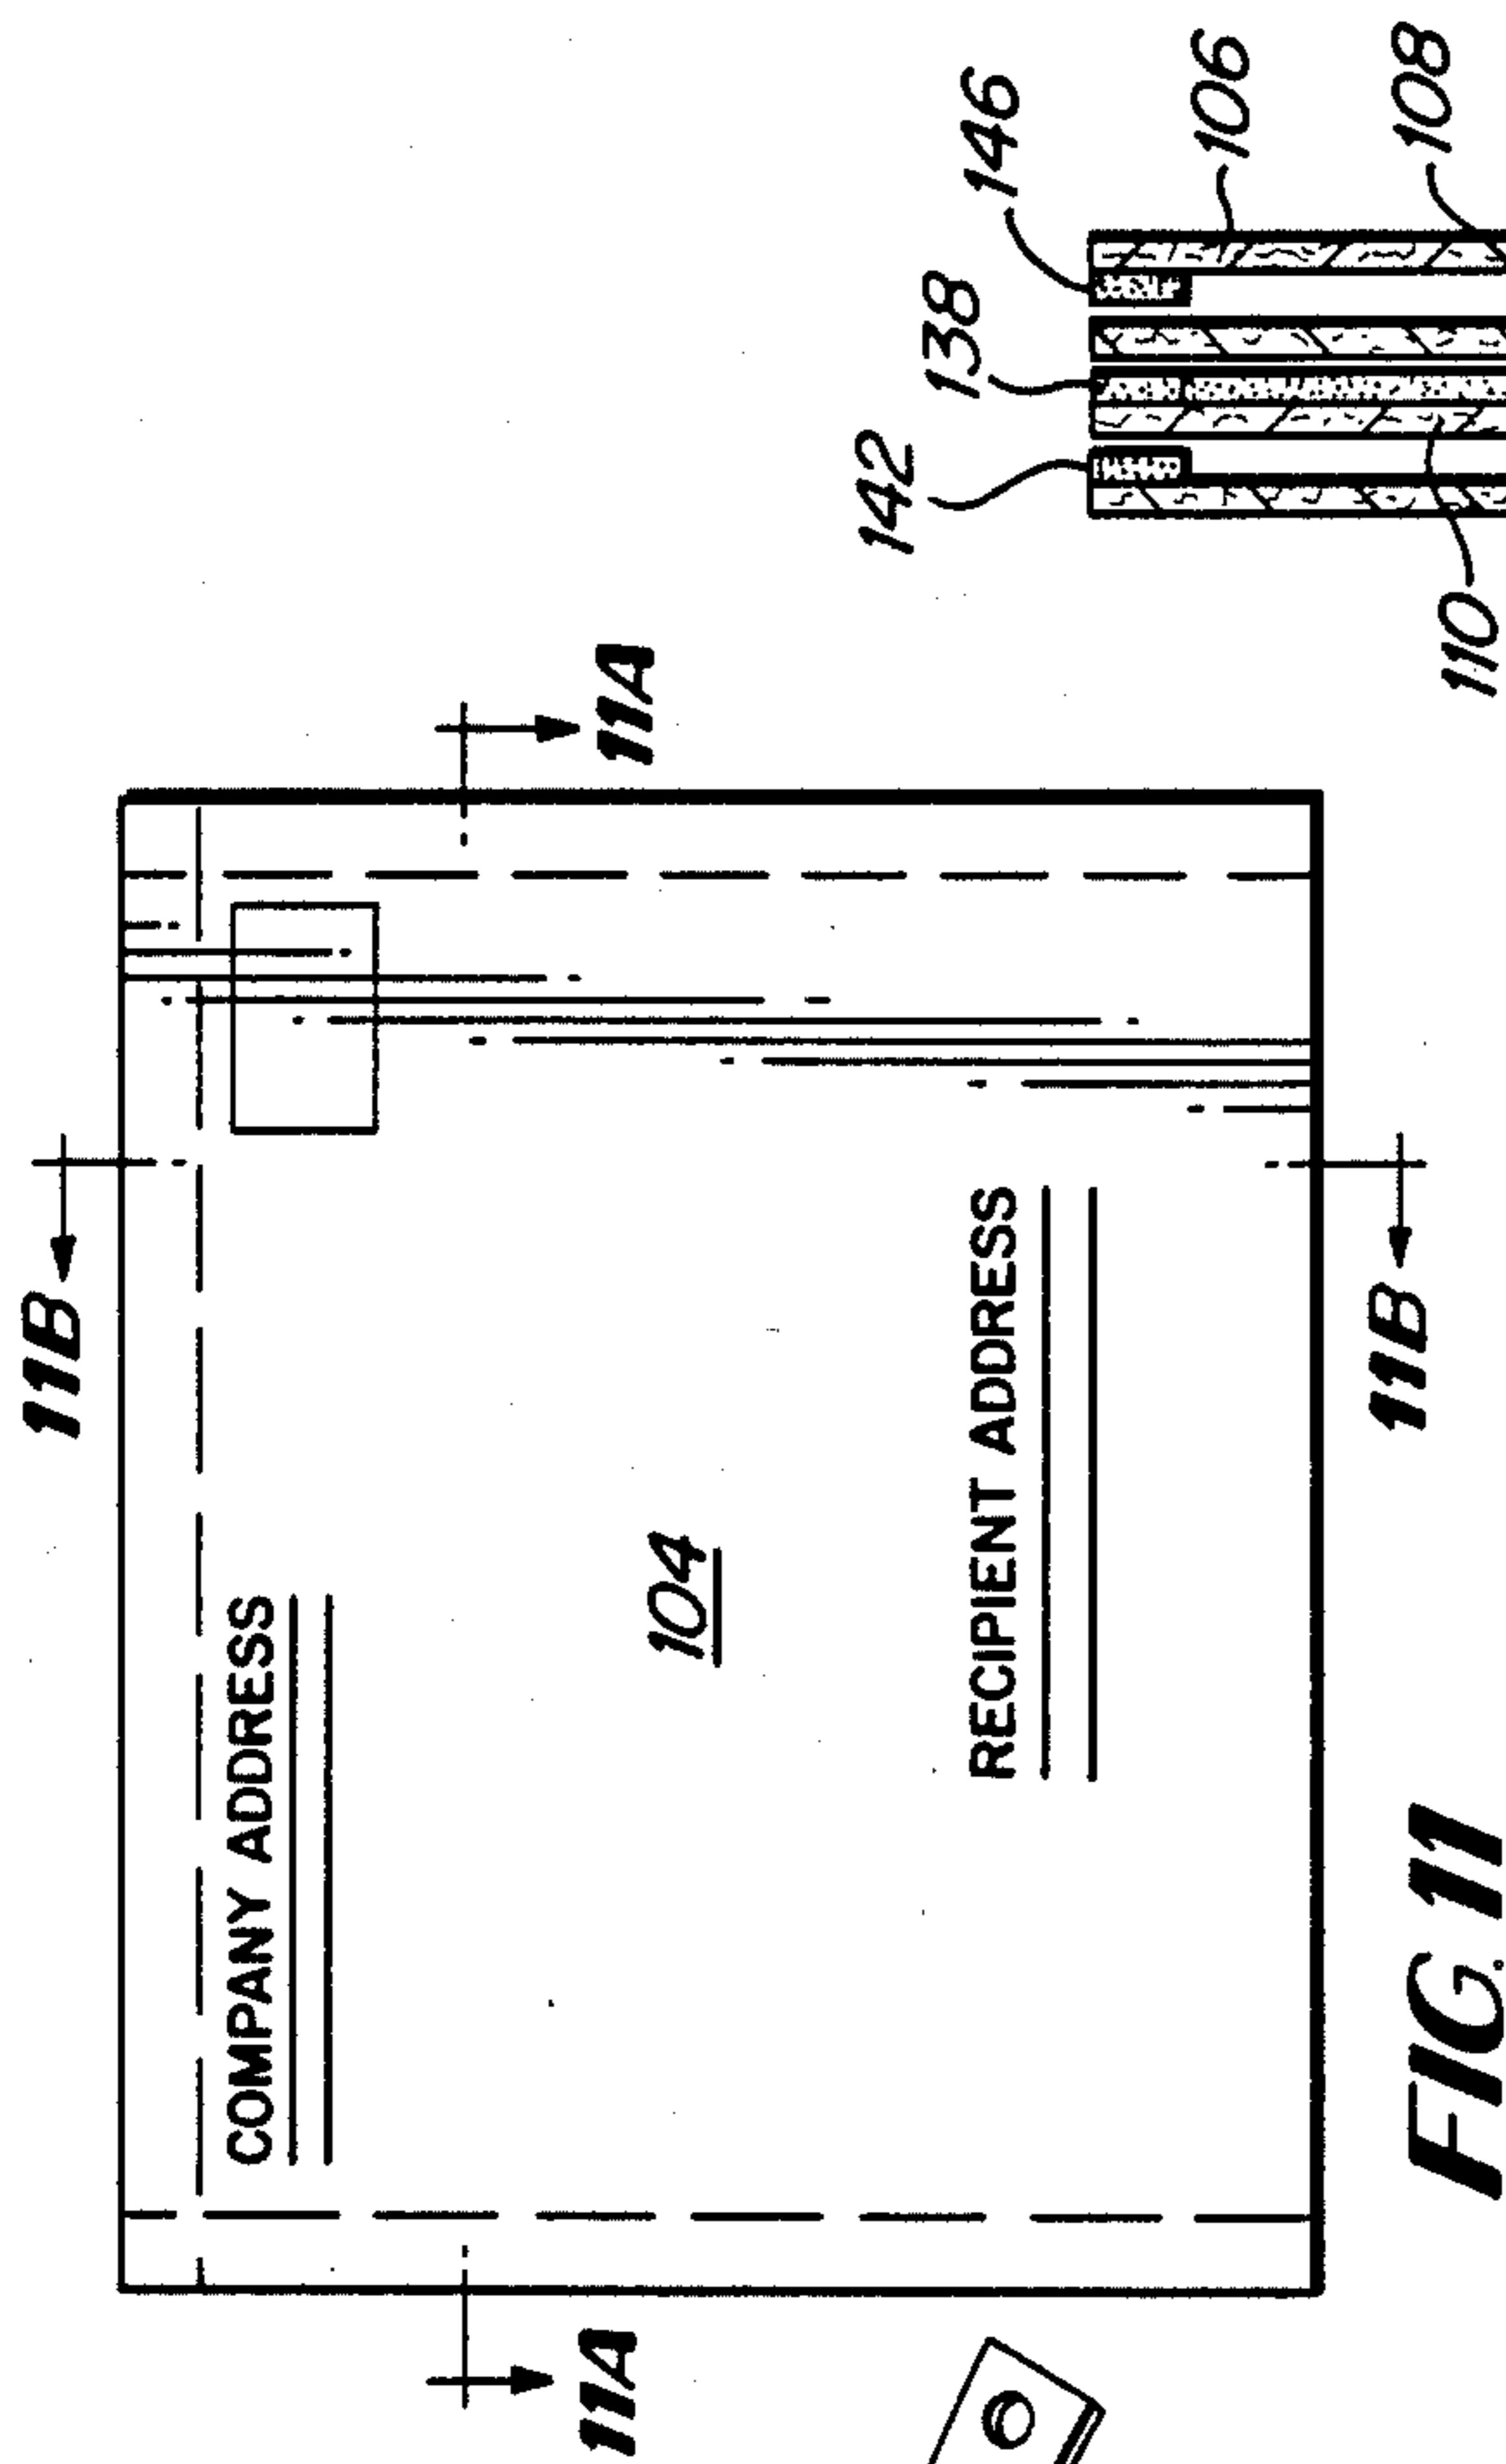 11B
11B
COMPANY ADDRESS
104
RECIPIENT ADDRESS
11A
11A
FIG. 11
142
138
146
106
108
110